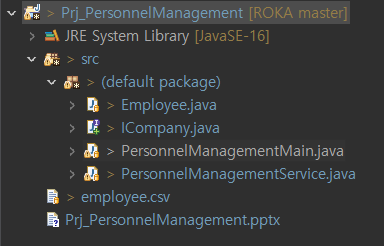 > Prj_PersonnelManagement [ROKA master]
JRE System Library [JavaSE-16]
> src
> (default package)
> Employee.java
> ICompany.java
> PersonnelManagementMain.java
> PersonnelManagementService.java
> employee.csv
Prj_PersonnelManagement.pptx